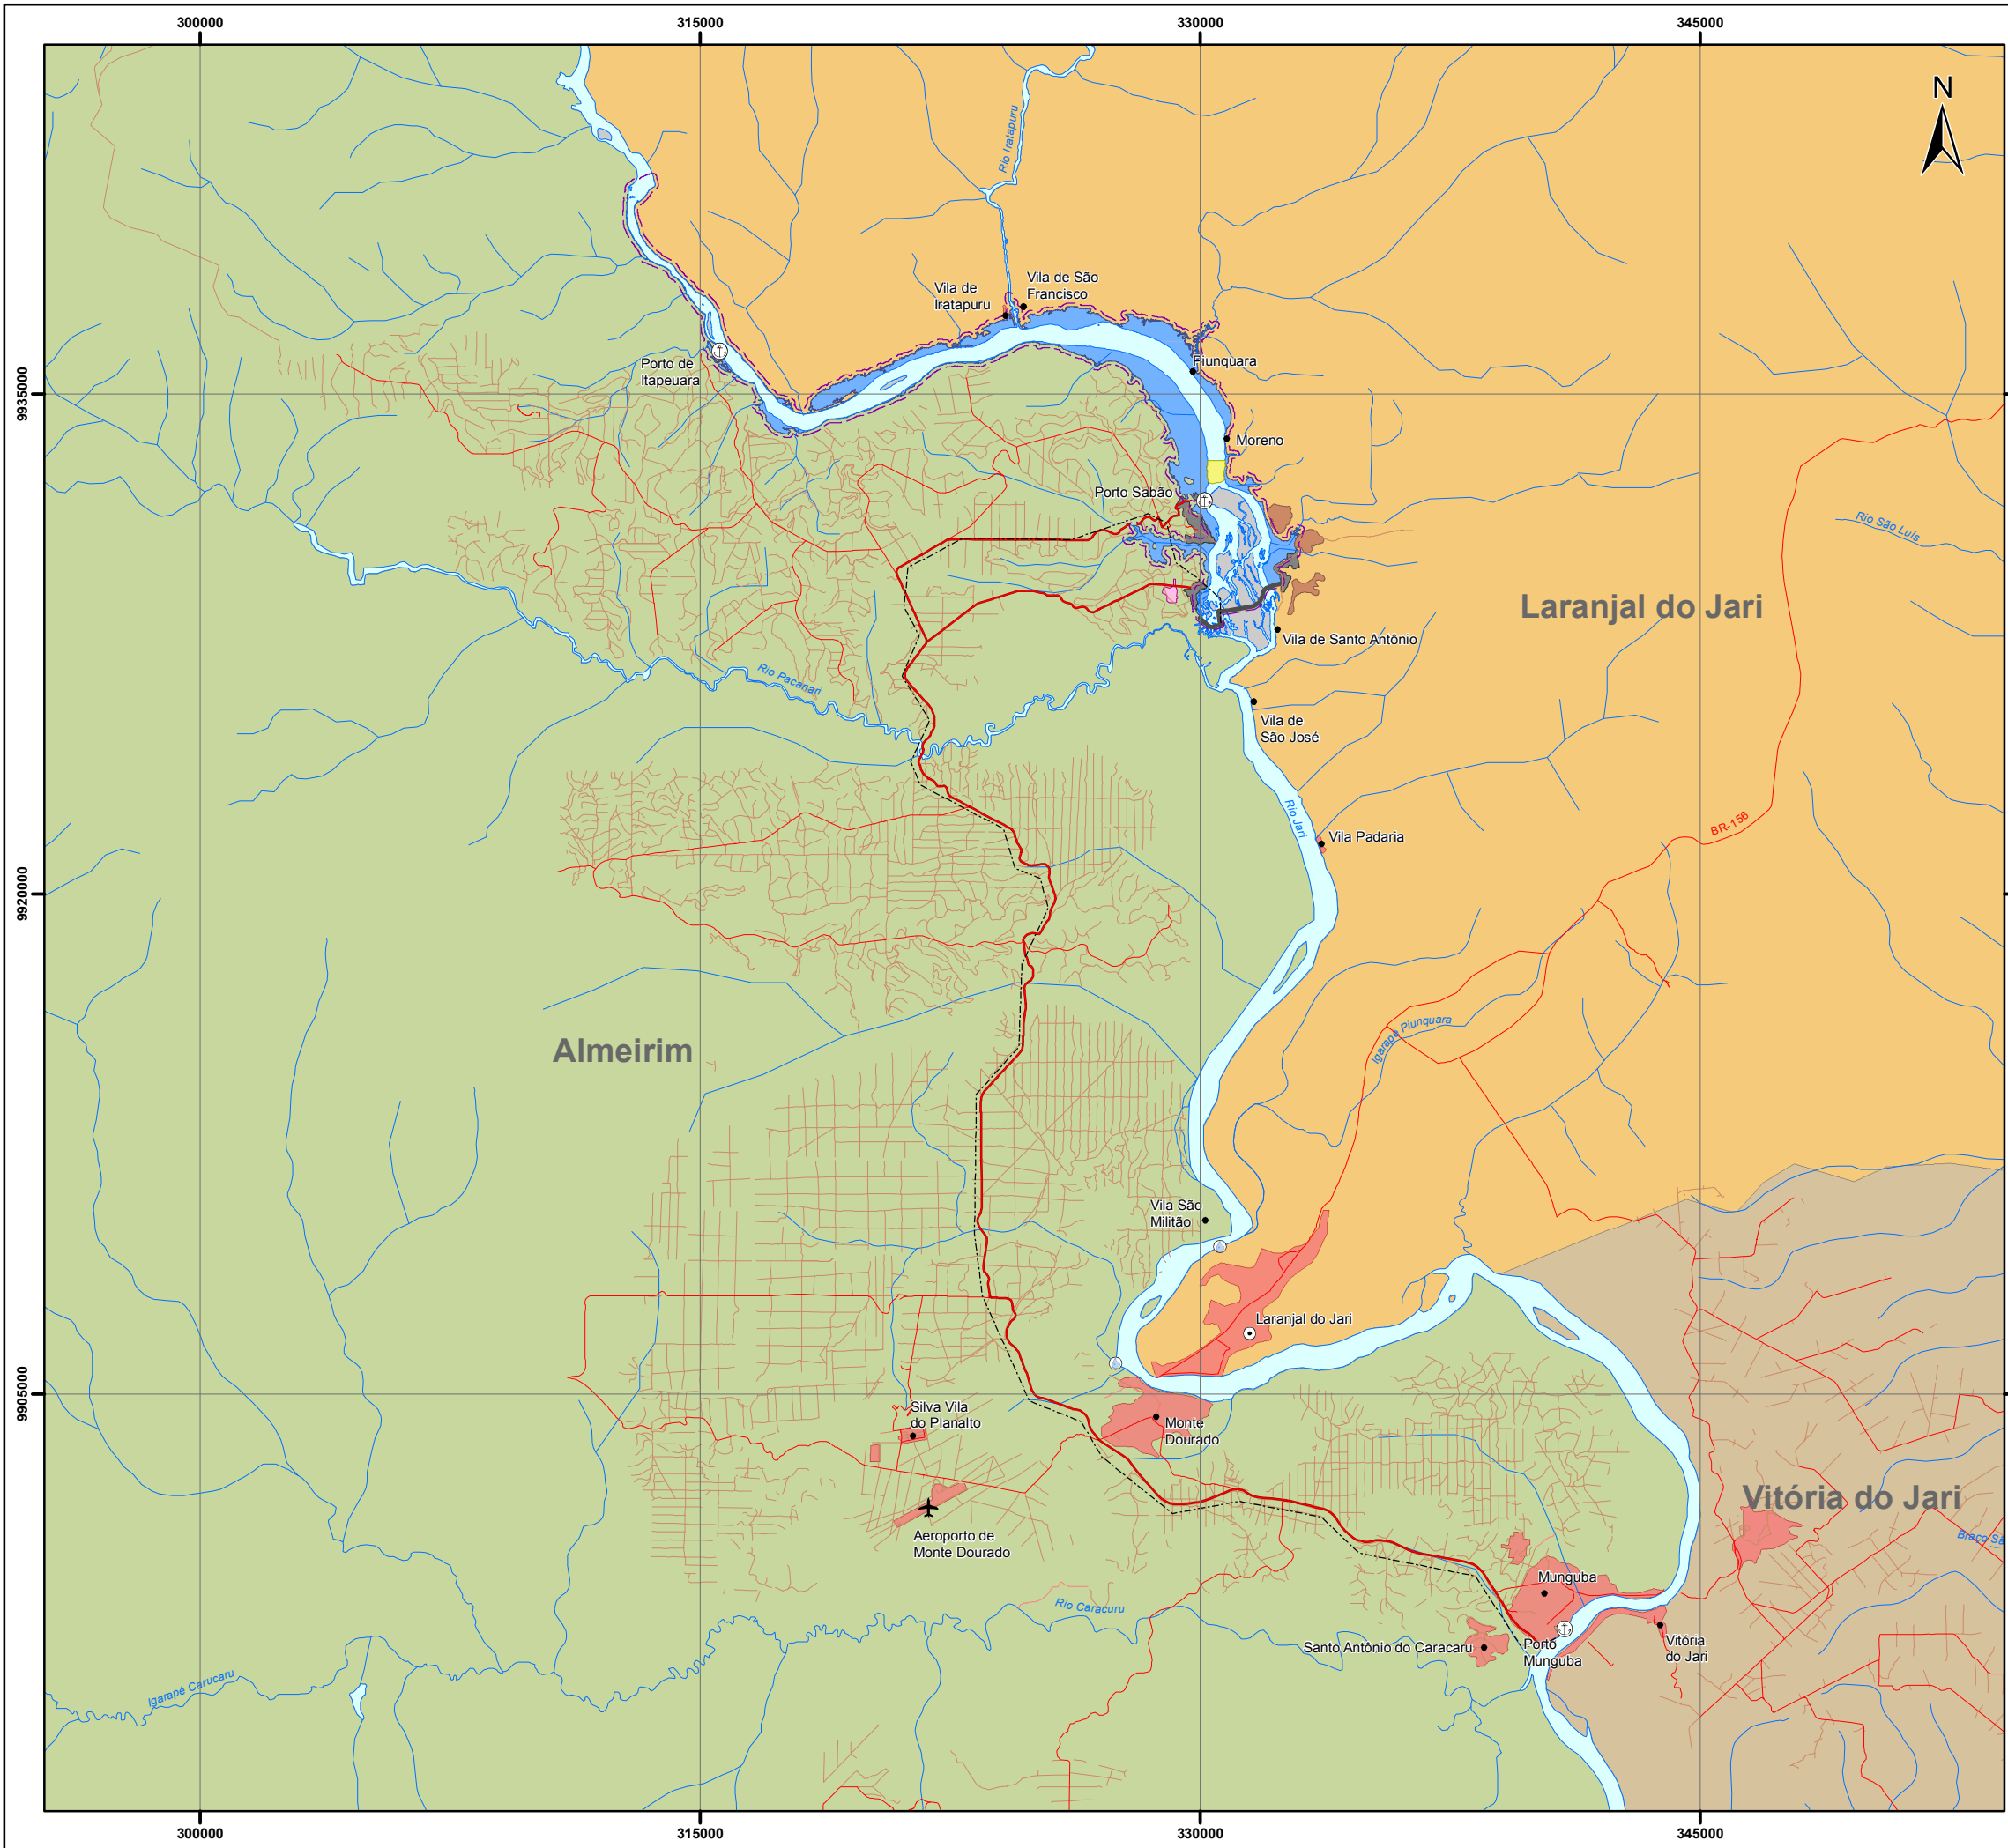 300000
315000
330000
345000
N
Rio Iratapuru
Vila de São
Francisco
Vila de
Iratapuru
Porto de
Itapeuara
Piunquara
9935000
Moreno
Porto Sabão
Rio São Luís
Laranjal do Jari
Vila de Santo Antônio
Rio Pacanari
Vila de
São José
Rio Jari
Vila Padaria
BR-156
9920000
Igarapé Piunquara
Almeirim
Vila São
Militão
Laranjal do Jari
9905000
Silva Vila
do Planalto
Monte
Dourado
Vitória do Jari
Aeroporto de
Monte Dourado
Braço Sã
Munguba
Rio Caracuru
Santo Antônio do Caracaru
Porto
Munguba
Vitória
do Jari
Igarapé Carucaru
300000
315000
330000
345000